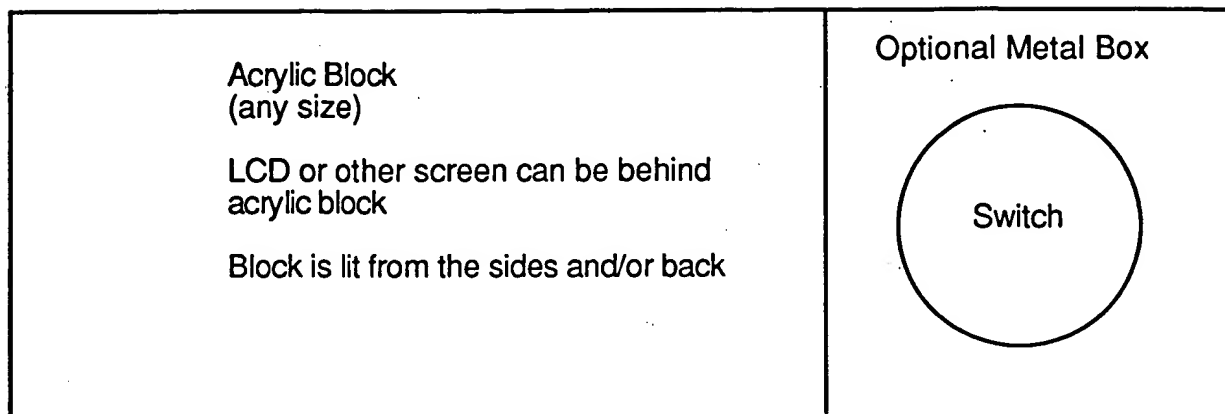 Acrylic Block
(any size)
LCD or other screen can be behind
acrylic block
Block is lit from the sides and/or back
Optional Metal Box
Switch